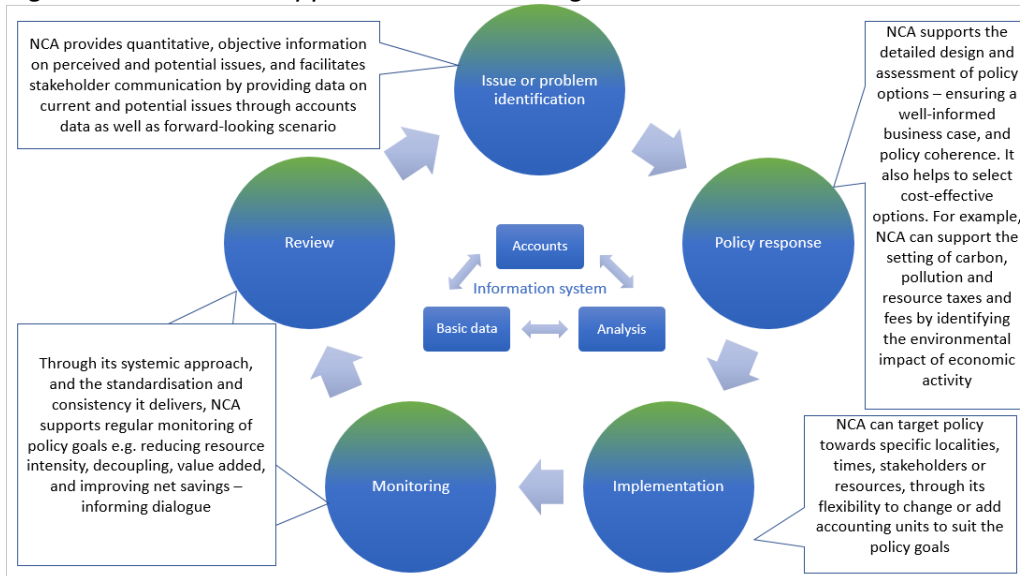 NCA provides quantitative, objective information
on perceived and potential issues, and facilitates
stakeholder communication by providing data on
current and potential issues through accounts
data as well as forward-looking scenario
Issue or problem
identification
NCA supports the
detailed design and
assessment of policy
options – ensuring a
well-informed
business case, and
policy coherence. It
also helps to select
cost-effective
options. For example,
NCA can support the
setting of carbon,
pollution and
resource taxes and
fees by identifying
the environmental
impact of economic
activity
Review
Policy response
Accounts
Information system
Basic data
Analysis
Through its systemic approach,
and the standardisation and
consistency it delivers, NCA
supports regular monitoring of
policy goals e.g. reducing resource
intensity, decoupling, value added,
and improving net savings –
informing dialogue
Monitoring
Implementation
NCA can target policy
towards specific localities,
times, stakeholders or
resources, through its
flexibility to change or add
accounting units to suit the
policy goals